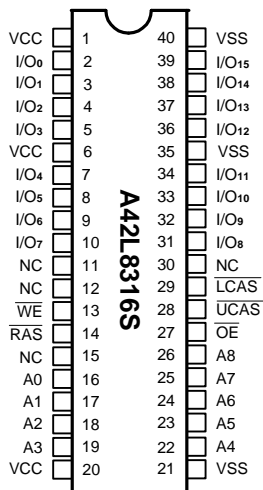 VCC 1 40 VSS
I/O0 2 39 I/O15
I/O1 3 38 I/O14
I/O2 4 37 I/O13
I/O3 5 36 I/O12
VCC 6 35 VSS
I/O4 7 34 I/O11
I/O5 8 33 I/O10
I/O6 9 32 I/O9
I/O7 10 31 I/O8
NC 11 30 NC
NC 12 29 LCAS
WE 13 28 UCAS
RAS 14 27 OE
NC 15 26 A8
A0 16 25 A7
A1 17 24 A6
A2 18 23 A5
A3 19 22 A4
VCC 20 21 VSS
A42L8316S